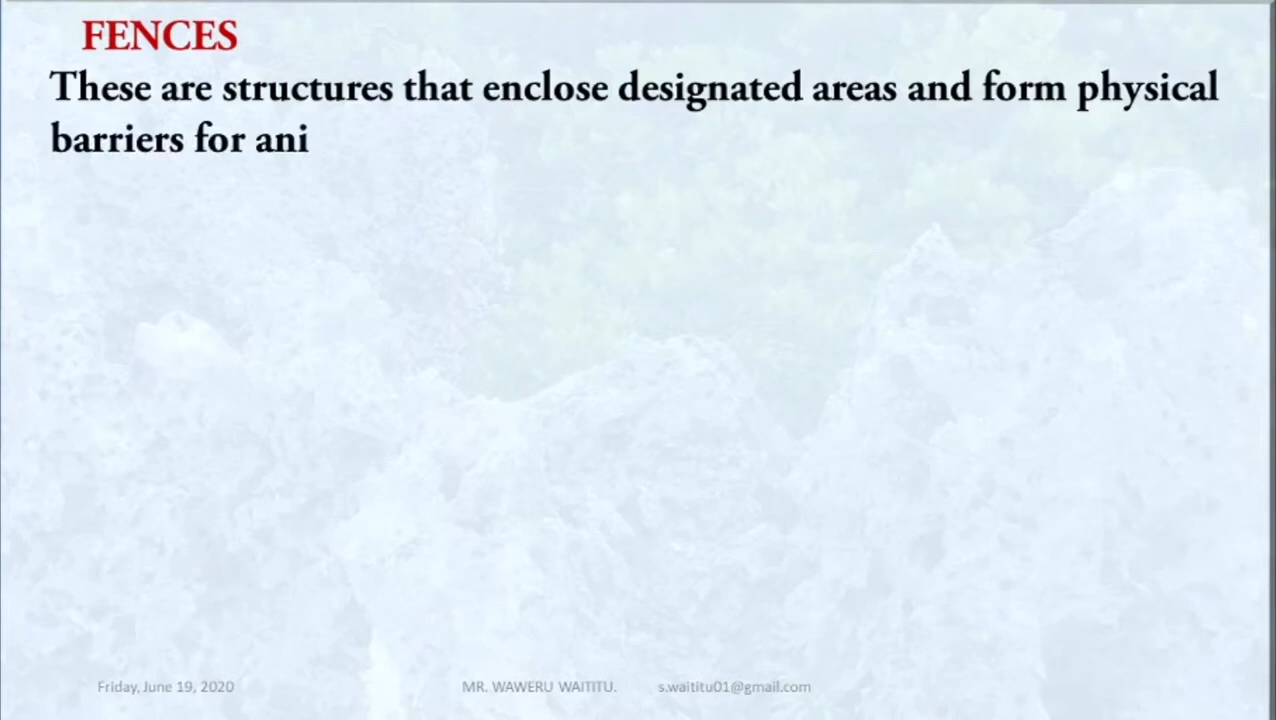 FENCES
These are structures that enclose designated areas and form physical
barriers for ani
Friday, June 19, 2020 MR. WAWERU WAITITU. s.waititu01@gmail.com